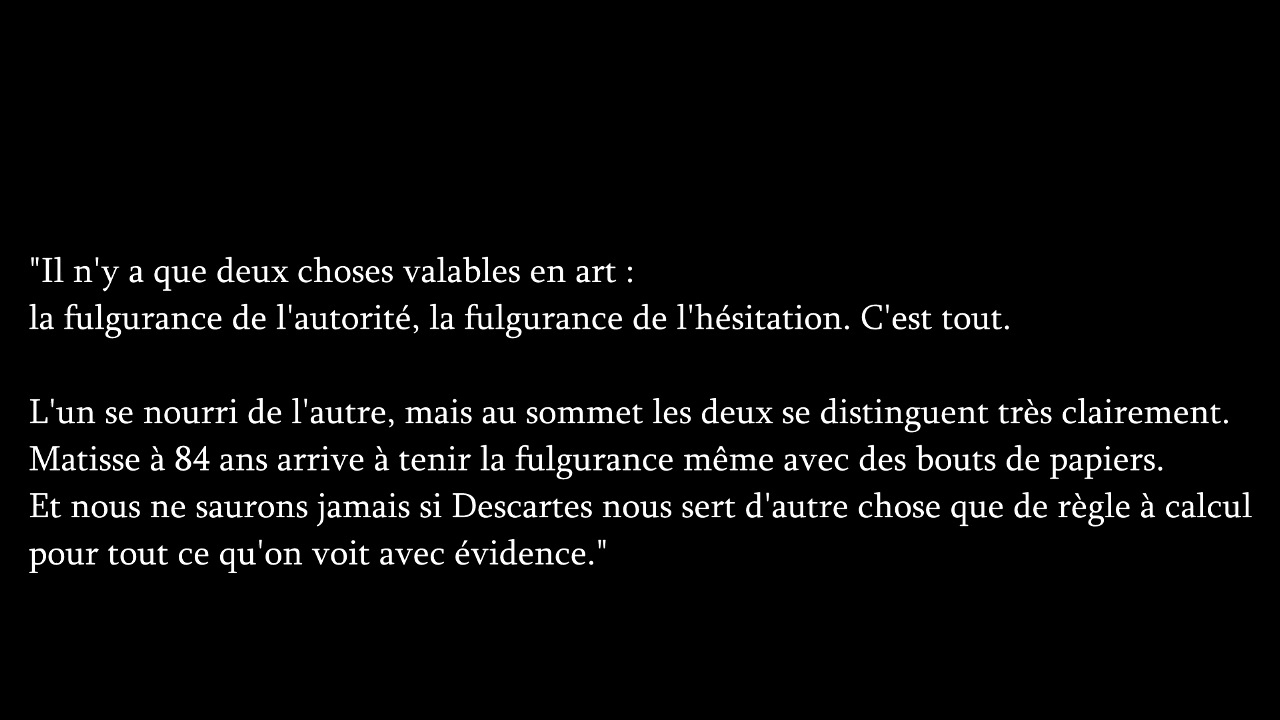 "Il n'y a que deux choses valables en art :
la fulgurance de l'autorité, la fulgurance de l'hésitation. C'est tout.
L'un se nourri de l'autre, mais au sommet les deux se distinguent très clairement.
Matisse à 84 ans arrive à tenir la fulgurance même avec des bouts de papiers.
Et nous ne saurons jamais si Descartes nous sert d'autre chose que de règle à calcul
pour tout ce qu'on voit avec évidence."